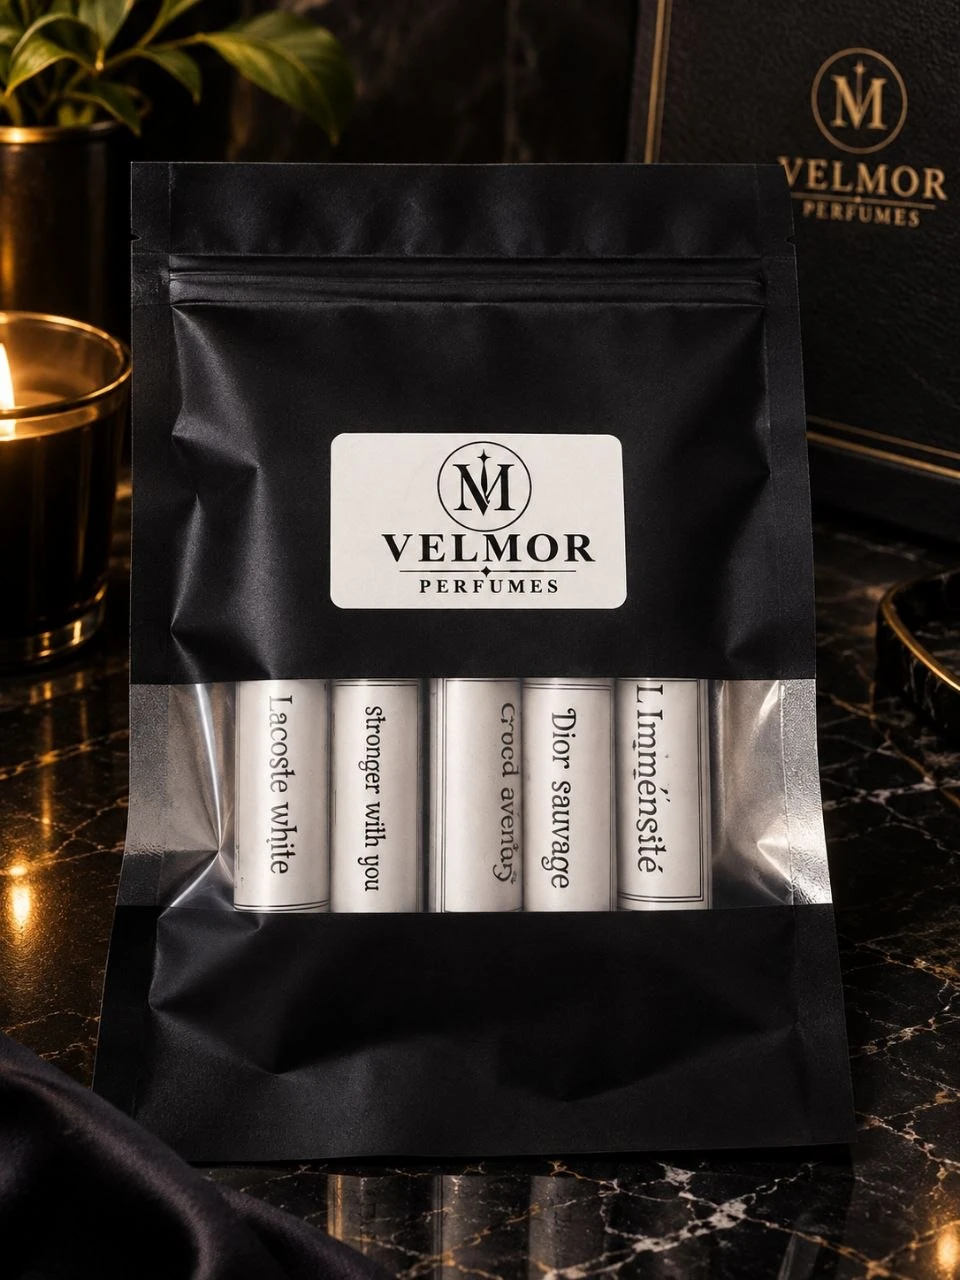 M
VELMOR
PERFUMES
M
VELMOR
PERFUMES
Lacoste white
stronger with you
Dior sauvage
L Imménsité